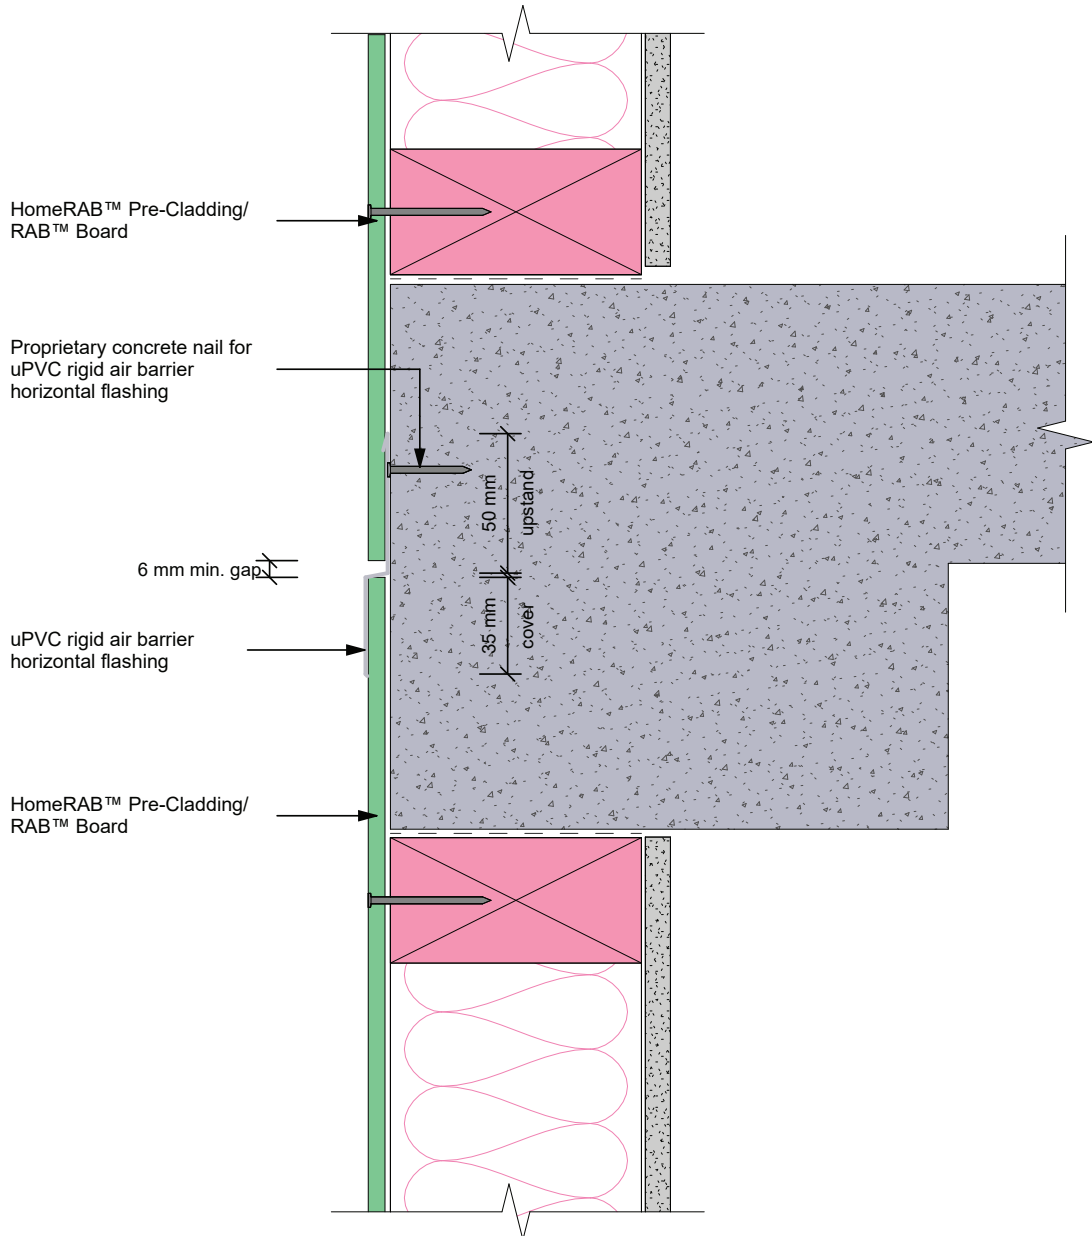 HomeRAB™ Pre-Cladding/
RAB™ Board
Proprietary concrete nail for
uPVC rigid air barrier
horizontal flashing
50 mm
upstand
6 mm min. gap
35 mm
cover
uPVC rigid air barrier
horizontal flashing
HomeRAB™ Pre-Cladding/
RAB™ Board